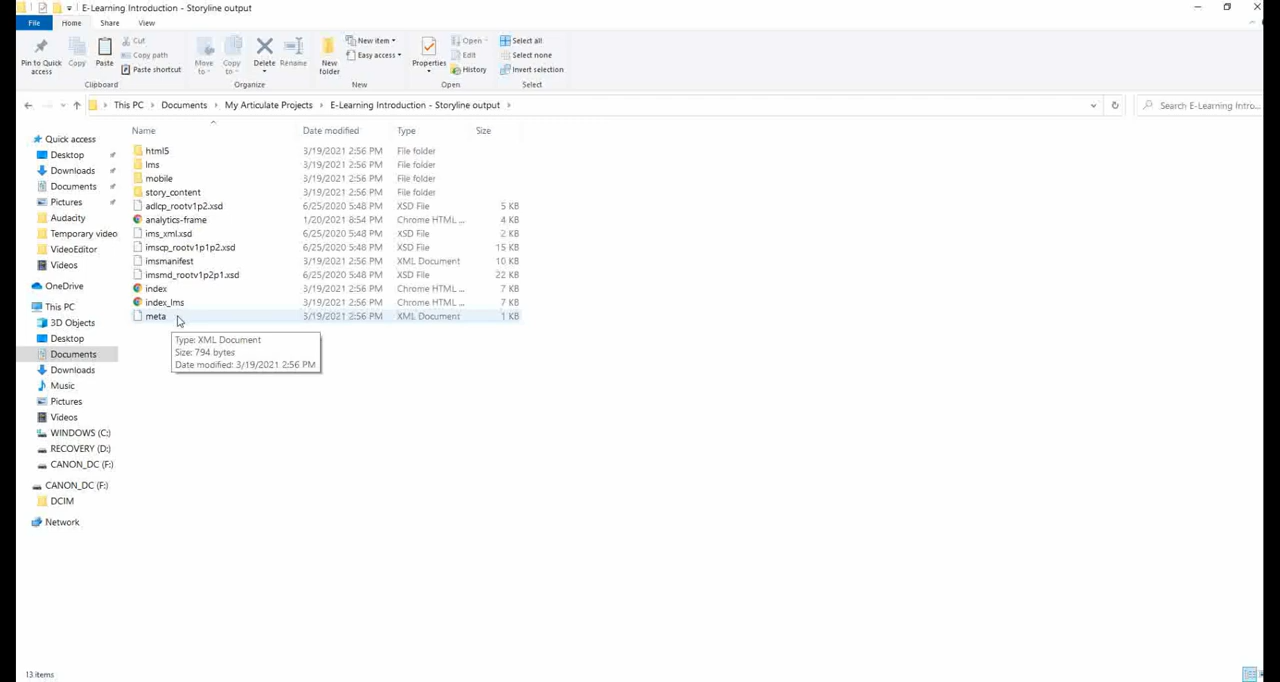 E-Learning Introduction - Storyline output
File Home Share View
Pin to Quick access
Copy
Paste
Cut
Copy path
Paste shortcut
Move to
Copy to
Delete
Rename
New folder
New item
Easy access
Properties
Open
Edit
History
Select all
Select none
Invert selection
Clipboard Organize New Open Select
This PC > Documents > My Articulate Projects > E-Learning Introduction - Storyline output >
Search E-Learning Intro...
Name Date modified Type Size
html5 3/19/2021 2:56 PM File folder
lms 3/19/2021 2:56 PM File folder
mobile 3/19/2021 2:56 PM File folder
story_content 3/19/2021 2:56 PM File folder
adlcp_rootv1p2.xsd 6/25/2020 5:48 PM XSD File 5 KB
analytics-frame 1/20/2021 8:54 PM Chrome HTML ... 4 KB
ims_xml.xsd 6/25/2020 5:48 PM XSD File 2 KB
imscp_rootv1p1p2.xsd 6/25/2020 5:48 PM XSD File 15 KB
imsmanifest 3/19/2021 2:56 PM XML Document 10 KB
imsmd_rootv1p2p1.xsd 6/25/2020 5:48 PM XSD File 22 KB
index 3/19/2021 2:56 PM Chrome HTML ... 7 KB
index_lms 3/19/2021 2:56 PM Chrome HTML ... 7 KB
meta 3/19/2021 2:56 PM XML Document 1 KB
Type: XML Document
Size: 794 bytes
Date modified: 3/19/2021 2:56 PM
Quick access
Desktop
Downloads
Documents
Pictures
Audacity
Temporary video
VideoEditor
Videos
OneDrive
This PC
3D Objects
Desktop
Documents
Downloads
Music
Pictures
Videos
WINDOWS (C:)
RECOVERY (D:)
CANON_DC (F:)
CANON_DC (F:)
DCIM
Network
13 items